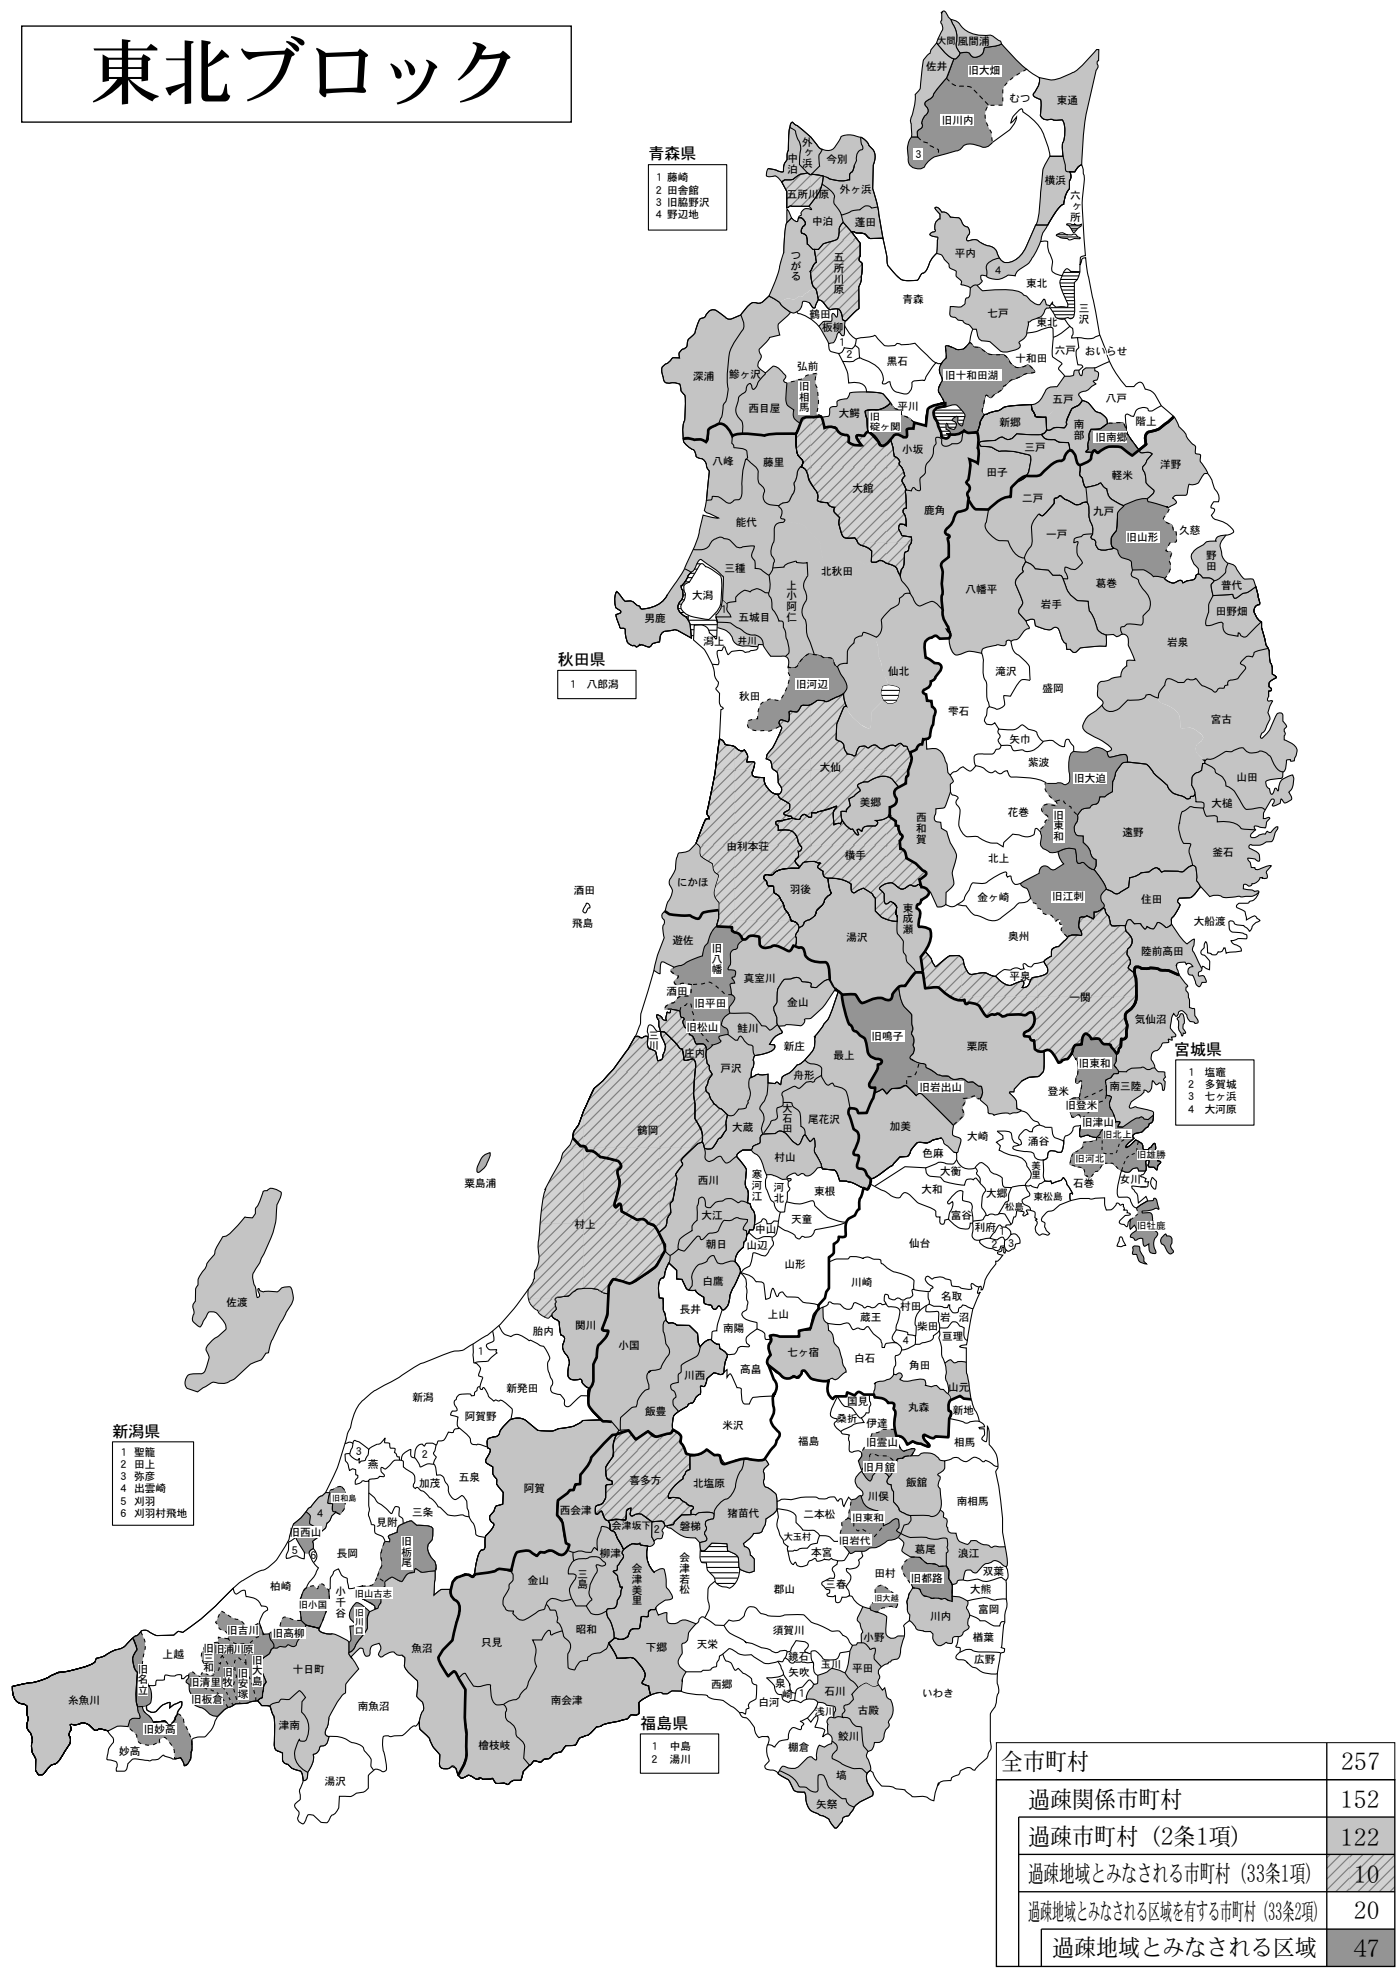 東北ブロック
青森県
1 藤崎
2 田舎館
3 旧脇野沢
4 野辺地
大間
風間浦
佐井
旧大畑
むつ
東通
旧川内
3
横浜
六ヶ所
外ヶ浜
中泊
今別
五所川原
外ヶ浜
中泊
蓬田
つがる
五所川原
平内
4
東北
青森
七戸
東北
三沢
鶴田
板柳
1
2
黒石
十和田
六戸
おいらせ
深浦
鰺ヶ沢
弘前
旧相馬
西目屋
大鰐
旧碇ヶ関
平川
旧十和田湖
新郷
五戸
八戸
南部
旧南郷
階上
三戸
田子
八峰
藤里
大館
小坂
鹿角
能代
三種
北秋田
上小阿仁
大潟
1
五城目
男鹿
潟上
井川
秋田県
1 八郎潟
秋田
旧河辺
仙北
大仙
美郷
由利本荘
横手
にかほ
羽後
東成瀬
湯沢
軽米
洋野
二戸
九戸
一戸
旧山形
久慈
野田
八幡平
葛巻
普代
岩手
田野畑
岩泉
滝沢
盛岡
雫石
宮古
矢巾
紫波
旧大迫
山田
西和賀
花巻
旧東和
大槌
遠野
北上
釜石
金ヶ崎
旧江刺
住田
大船渡
奥州
陸前高田
平泉
一関
酒田
飛島
遊佐
旧八幡
真室川
酒田
旧平田
金山
旧松山
鮭川
三川
庄内
新庄
戸沢
最上
舟形
鶴岡
大蔵
大石田
尾花沢
村山
西川
寒河江
河北
東根
大江
天童
中山
朝日
山辺
山形
白鷹
長井
上山
南陽
小国
川西
高畠
飯豊
米沢
気仙沼
宮城県
1 塩竈
2 多賀城
3 七ヶ浜
4 大河原
旧鳴子
栗原
旧東和
旧岩出山
登米
南三陸
旧登米
旧津山
加美
大崎
涌谷
旧北上
色麻
美里
旧河北
旧雄勝
大衡
石巻
女川
大和
大郷
松島
東松島
富谷
利府
1
2
3
旧牡鹿
仙台
川崎
名取
村田
岩沼
蔵王
柴田
4
亘理
七ヶ宿
白石
角田
山元
丸森
粟島浦
佐渡
村上
関川
胎内
1
新発田
新潟
阿賀野
新潟県
1 聖籠
2 田上
3 弥彦
4 出雲崎
5 刈羽
6 刈羽村飛地
3
燕
2
加茂
五泉
阿賀
旧和島
4
三条
見附
旧西山
5
6
長岡
旧栃尾
柏崎
旧小国
小千谷
旧山古志
旧川口
旧吉川
旧高柳
魚沼
上越
旧三和
旧浦川原
旧大島
旧名立
旧清里
旧牧
旧安塚
十日町
旧板倉
糸魚川
旧妙高
妙高
津南
南魚沼
湯沢
福島
国見
桑折
伊達
新地
旧霊山
相馬
旧月舘
喜多方
北塩原
川俣
飯舘
南相馬
西会津
猪苗代
会津坂下
2
磐梯
二本松
旧東和
大玉村
旧岩代
本宮
葛尾
浪江
柳津
会津若松
会津美里
双葉
金山
三島
郡山
三春
田村
旧都路
大熊
旧大越
富岡
昭和
須賀川
川内
只見
下郷
天栄
小野
楢葉
鏡石
広野
矢吹
玉川
平田
西郷
泉崎
1
石川
いわき
南会津
白河
浅川
古殿
鮫川
棚倉
檜枝岐
塙
矢祭
福島県
1 中島
2 湯川
全市町村 257
過疎関係市町村 152
過疎市町村（2条1項） 122
過疎地域とみなされる市町村（33条1項） 10
過疎地域とみなされる区域を有する市町村（33条2項） 20
過疎地域とみなされる区域 47